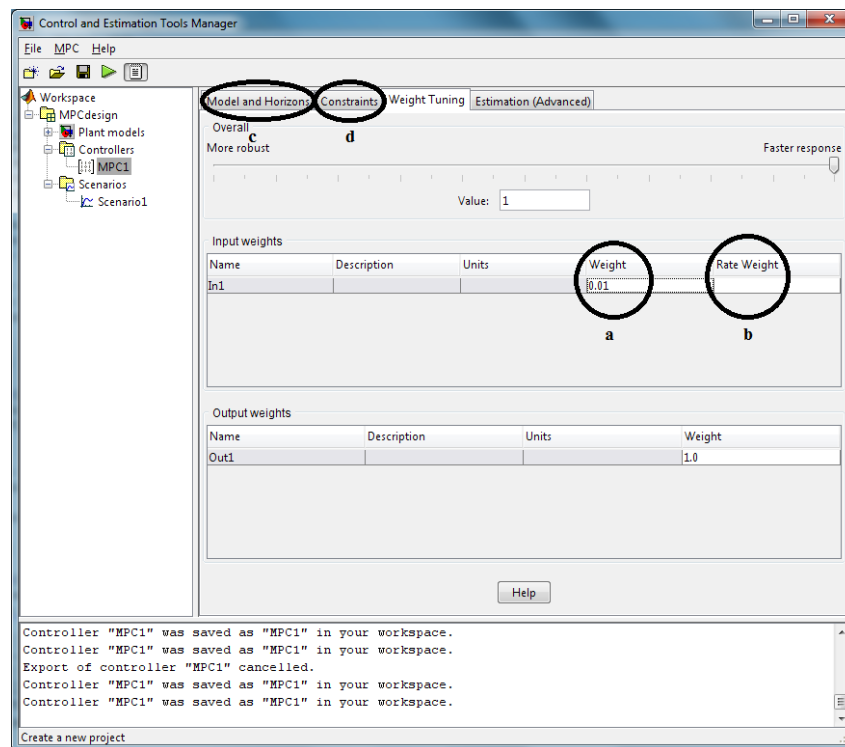 Control and Estimation Tools Manager
File MPC Help
Workspace
MPCdesign
Plant models
Controllers
MPC1
Scenarios
Scenario1
Model and Horizons Constraints Weight Tuning Estimation (Advanced)
c d
Overall
More robust Faster response
Value: 1
Input weights
Name Description Units Weight Rate Weight
In1 0.01
a b
Output weights
Name Description Units Weight
Out1 1.0
Help
Controller "MPC1" was saved as "MPC1" in your workspace.
Controller "MPC1" was saved as "MPC1" in your workspace.
Export of controller "MPC1" cancelled.
Controller "MPC1" was saved as "MPC1" in your workspace.
Controller "MPC1" was saved as "MPC1" in your workspace.
Create a new project